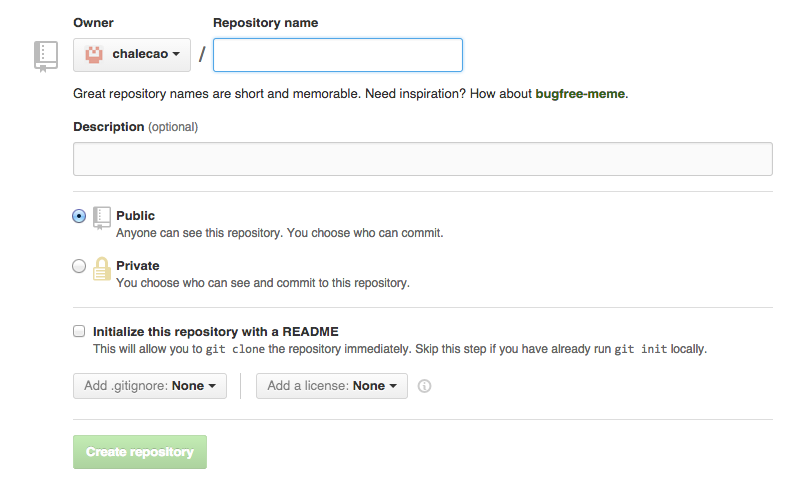 Owner Repository name
chalecao /
Great repository names are short and memorable. Need inspiration? How about bugfree-meme.
Description (optional)
Public
Anyone can see this repository. You choose who can commit.
Private
You choose who can see and commit to this repository.
Initialize this repository with a README
This will allow you to git clone the repository immediately. Skip this step if you have already run git init locally.
Add .gitignore: None Add a license: None
Create repository